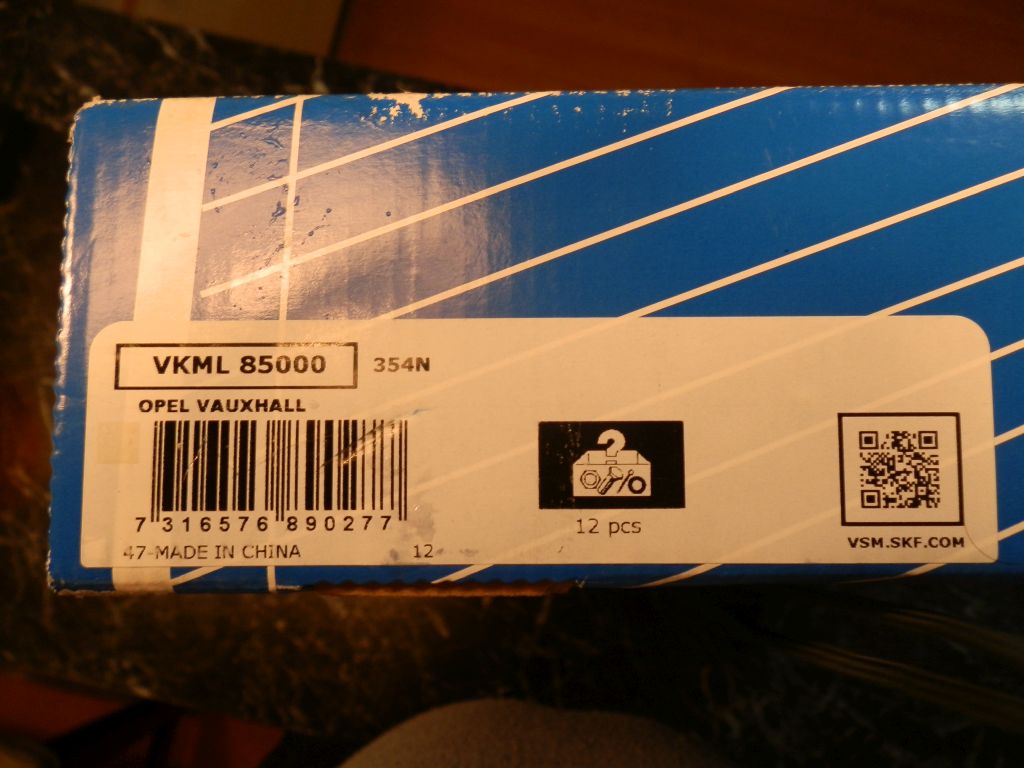 VKML 85000 354N
OPEL VAUXHALL
7 316576 890277
12 pcs
VSM.SKF.COM
47-MADE IN CHINA 12